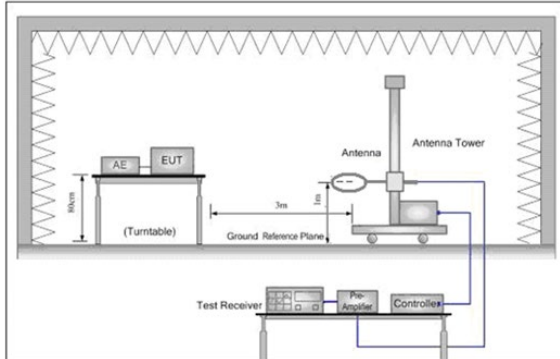 Antenna
Antenna Tower
AE
EUT
80cm
3m
1m
(Turntable)
Ground Reference Plane
Test Receiver
Pre-
Amplifier
Controller